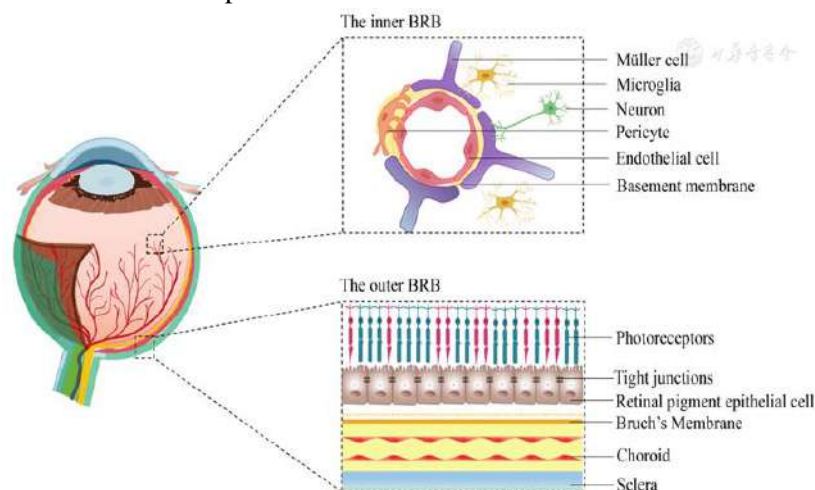 The inner BRB
Müller cell
Microglia
Neuron
Pericyte
Endothelial cell
Basement membrane
The outer BRB
Photoreceptors
Tight junctions
Retinal pigment epithelial cell
Bruch's Membrane
Choroid
Sclera